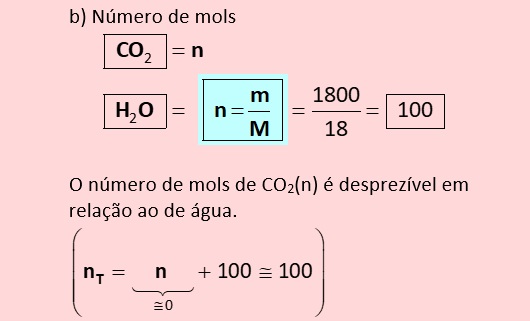 b) Número de mols
CO₂ = n
H₂O = n = m/M = 1800/18 = 100
O número de mols de CO₂(n) é desprezível em
relação ao de água.
(n_T = n + 100 ≅ 100)
≅0